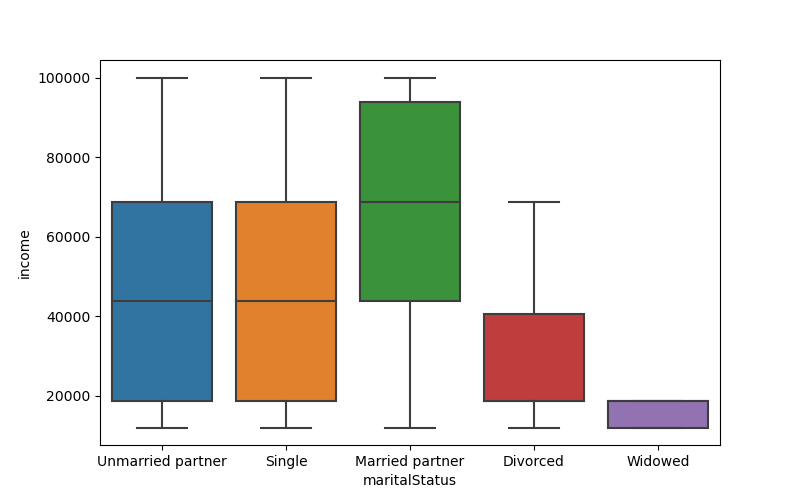 100000
80000
60000
40000
20000
income
Unmarried partner Single Married partner Divorced Widowed
maritalStatus